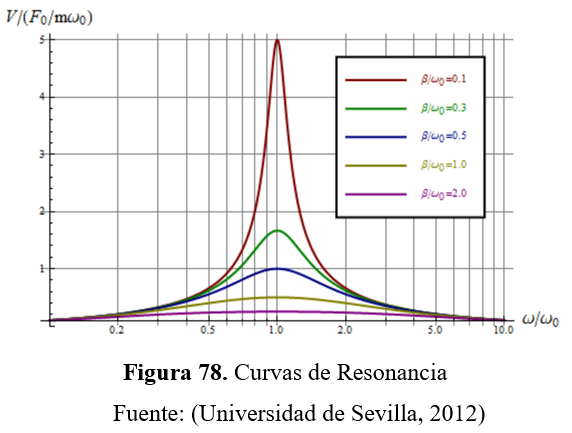 V/(F₀/mω₀)
5
4
3
2
1
β/ω₀=0.1
β/ω₀=0.3
β/ω₀=0.5
β/ω₀=1.0
β/ω₀=2.0
0.2 0.5 1.0 2.0 5.0 10.0 ω/ω₀
Figura 78. Curvas de Resonancia
Fuente: (Universidad de Sevilla, 2012)